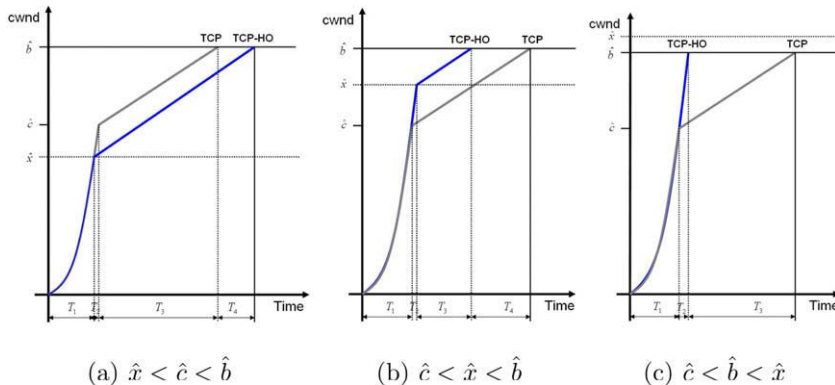 cwnd
TCP TCP-HO
b̂
ĉ
x̂
T₁ T₂ T₃ T₄ Time
(a) x̂ < ĉ < b̂
cwnd
TCP-HO TCP
b̂
x̂
ĉ
T₁ T₂ T₃ T₄ Time
(b) ĉ < x̂ < b̂
cwnd
x̂
TCP-HO TCP
b̂
ĉ
T₁ T₂ T₃ Time
(c) ĉ < b̂ < x̂